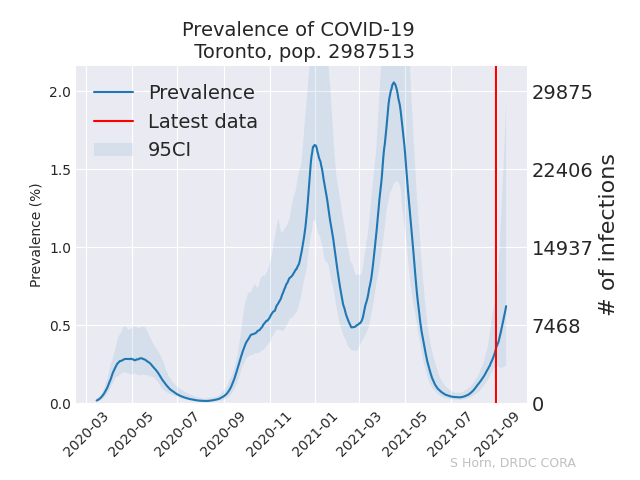 Prevalence of COVID-19
Toronto, pop. 2987513
Prevalence
Latest data
95CI
Prevalence (%)
2.0
1.5
1.0
0.5
0.0
29875
22406
14937
7468
0
# of infections
2020-03
2020-05
2020-07
2020-09
2020-11
2021-01
2021-03
2021-05
2021-07
2021-09
S Horn, DRDC CORA